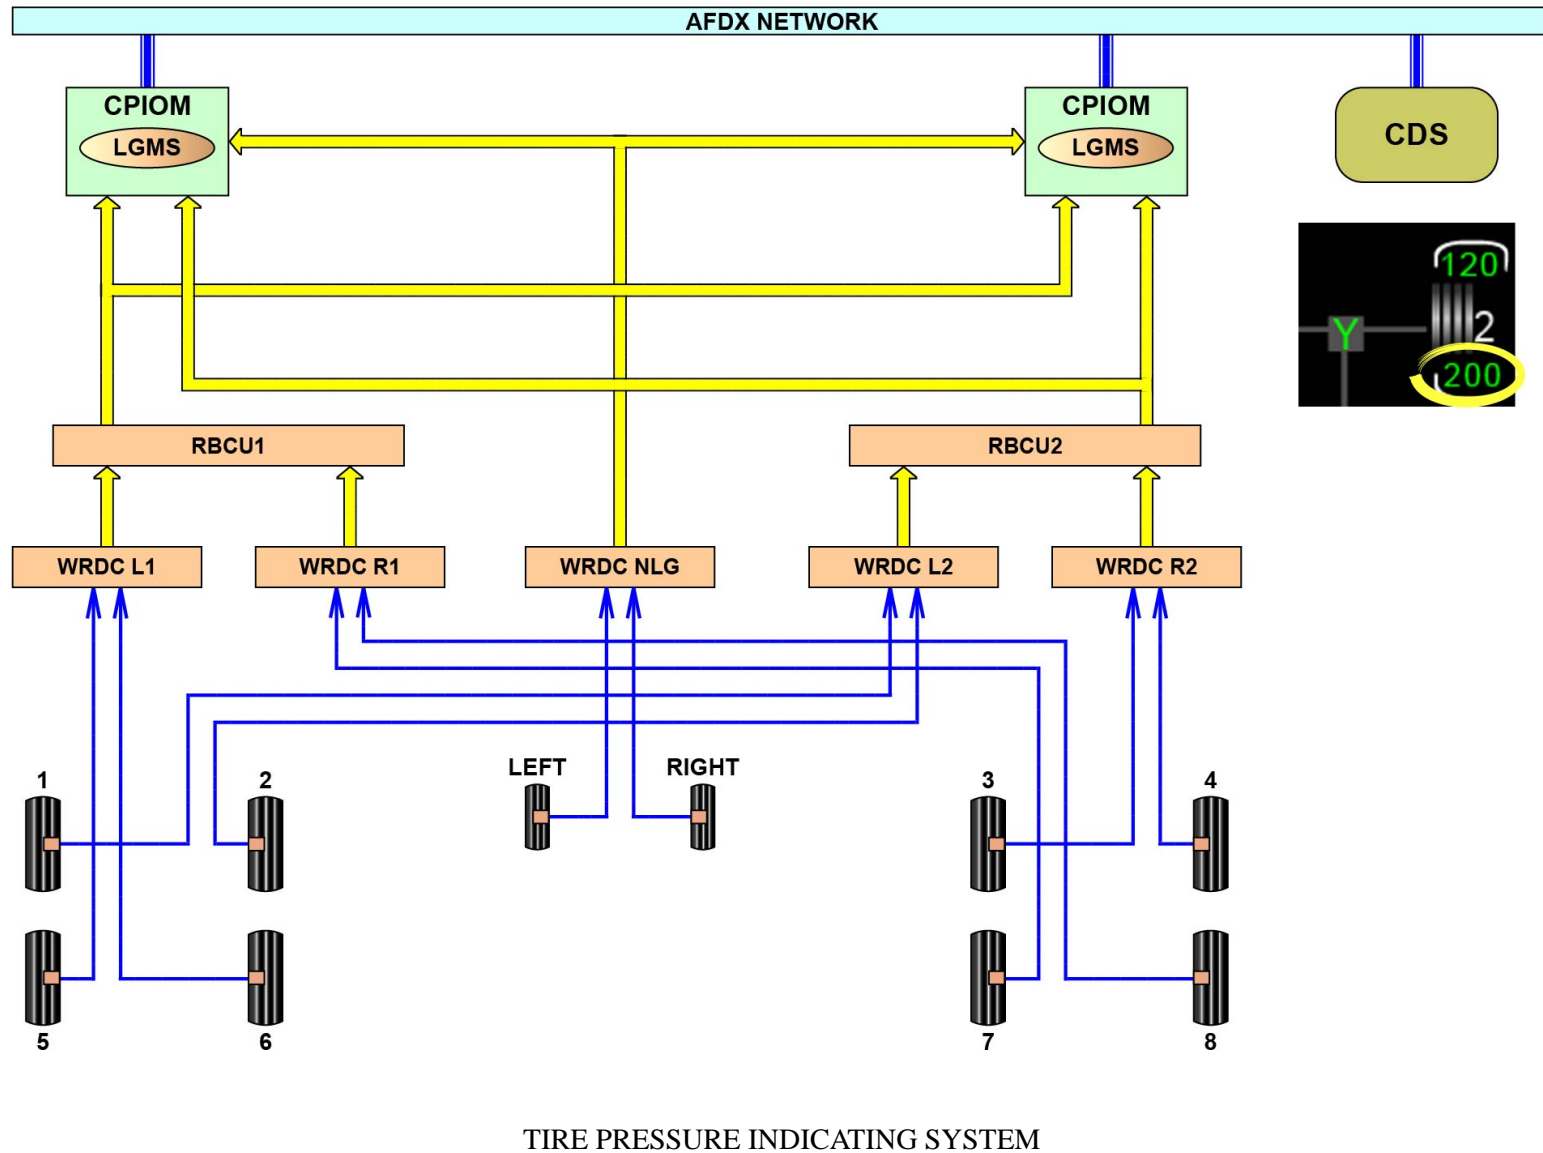 AFDX NETWORK
CPIOM
LGMS
CPIOM
LGMS
CDS
120
Y
2
200
RBCU1
RBCU2
WRDC L1
WRDC R1
WRDC NLG
WRDC L2
WRDC R2
LEFT
RIGHT
1
2
3
4
5
6
7
8
TIRE PRESSURE INDICATING SYSTEM